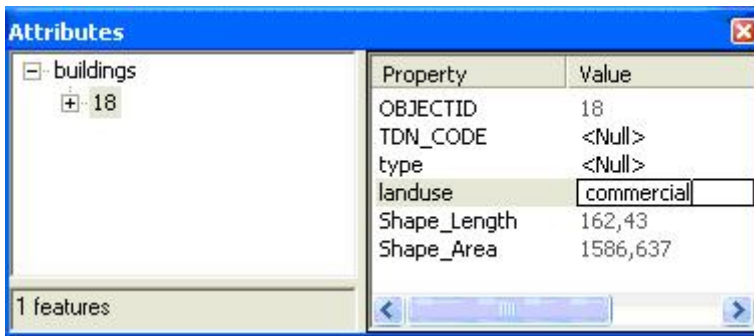 Attributes
buildings
18
1 features
Property Value
OBJECTID 18
TDN_CODE <Null>
type <Null>
landuse commercial
Shape_Length 162,43
Shape_Area 1586,637